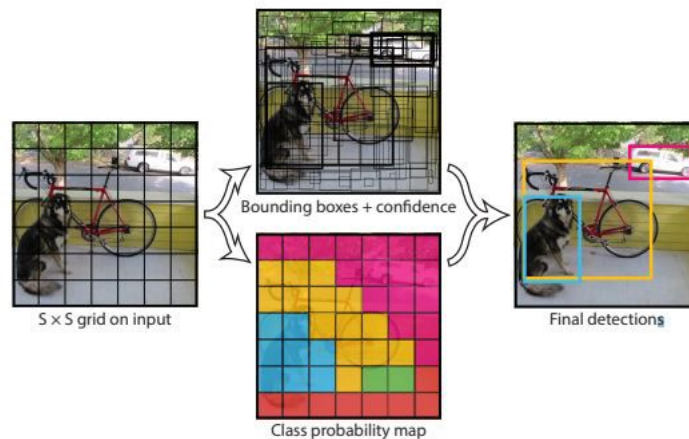 Bounding boxes + confidence
S × S grid on input
Final detections
Class probability map